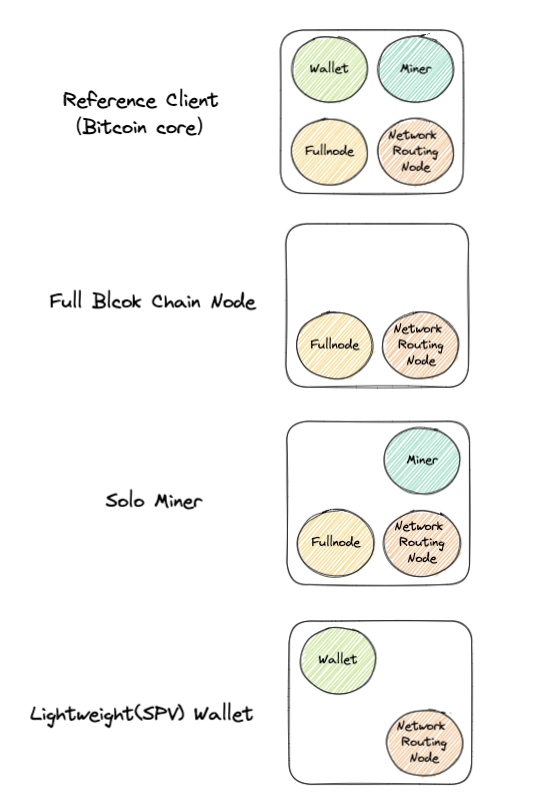 Wallet
Miner
Reference Client
(Bitcoin core)
Fullnode
Network
Routing
Node
Full Blcok Chain Node
Fullnode
Network
Routing
Node
Miner
Solo Miner
Fullnode
Network
Routing
Node
Wallet
Lightweight(SPV) Wallet
Network
Routing
Node